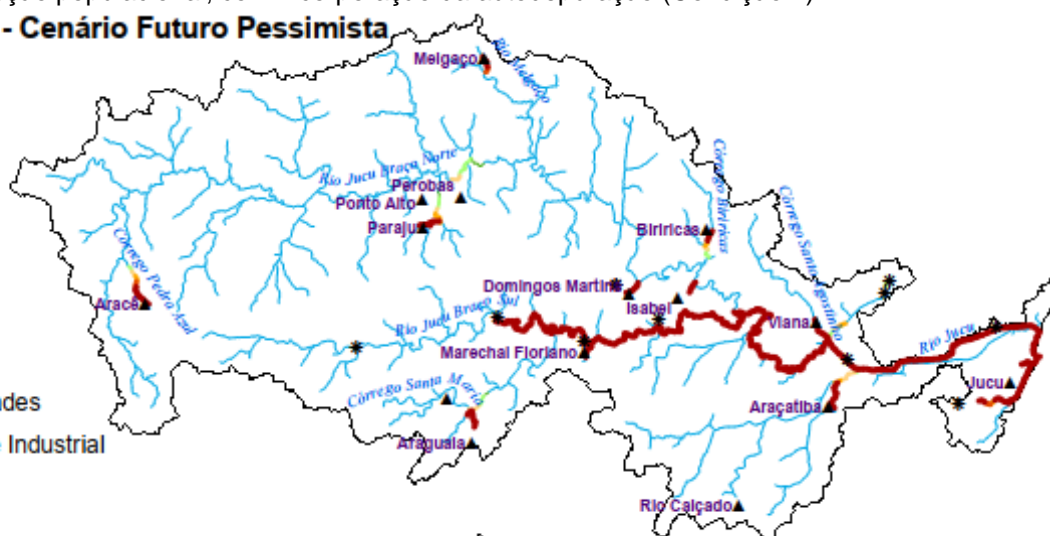 - Cenário Futuro Pessimista
Melgaço
Rio Melgaço
Rio Jucu Braço Norte
Perobas
Ponto Alto
Paraju
Córrego Biriricas
Biriricas
Córrego Santo Agostinho
Córrego Pedra Azul
Aracê
Domingos Martins
Isabel
Rio Jucu Braço Sul
Viana
Marechal Floriano
Rio Jucu
Jucu
Córrego Santa Maria
Araçatiba
Araguaia
Rio Calçado
Industrial